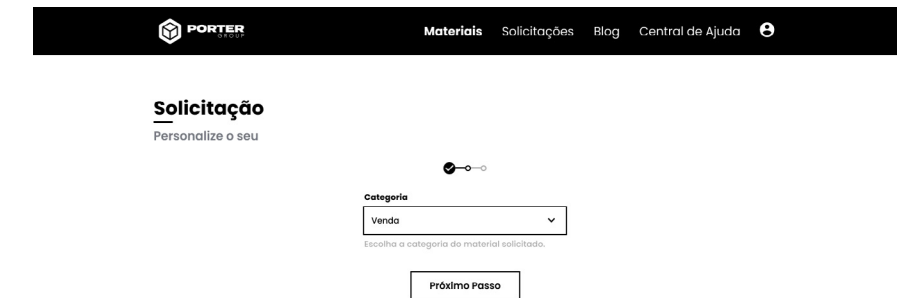 PORTER
GROUP
Materiais Solicitações Blog Central de Ajuda
Solicitação
Personalize o seu
Categoria
Venda
Escolha a categoria do material solicitado.
Próximo Passo